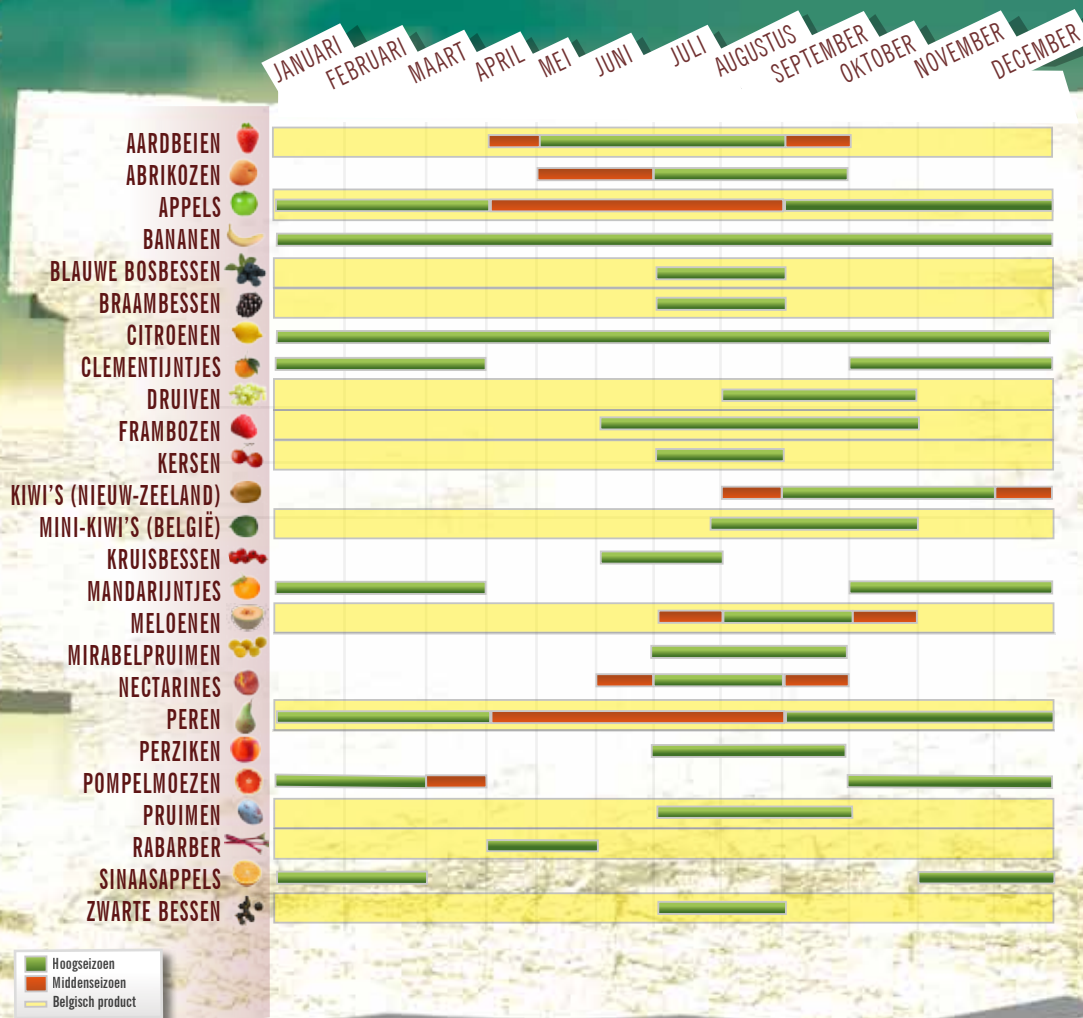 JANUARI
FEBRUARI
MAART
APRIL
MEI
JUNI
JULI
AUGUSTUS
SEPTEMBER
OKTOBER
NOVEMBER
DECEMBER
AARDBEIEN
ABRIKOZEN
APPELS
BANANEN
BLAUWE BOSBESSEN
BRAAMBESSEN
CITROENEN
CLEMENTIJNTJES
DRUIVEN
FRAMBOZEN
KERSEN
KIWI'S (NIEUW-ZEELAND)
MINI-KIWI'S (BELGIË)
KRUISBESSEN
MANDARIJNTJES
MELOENEN
MIRABELPRUIMEN
NECTARINES
PEREN
PERZIKEN
POMPELMOEZEN
PRUIMEN
RABARBER
SINAASAPPELS
ZWARTE BESSEN
Hoogseizoen
Middenseizoen
Belgisch product